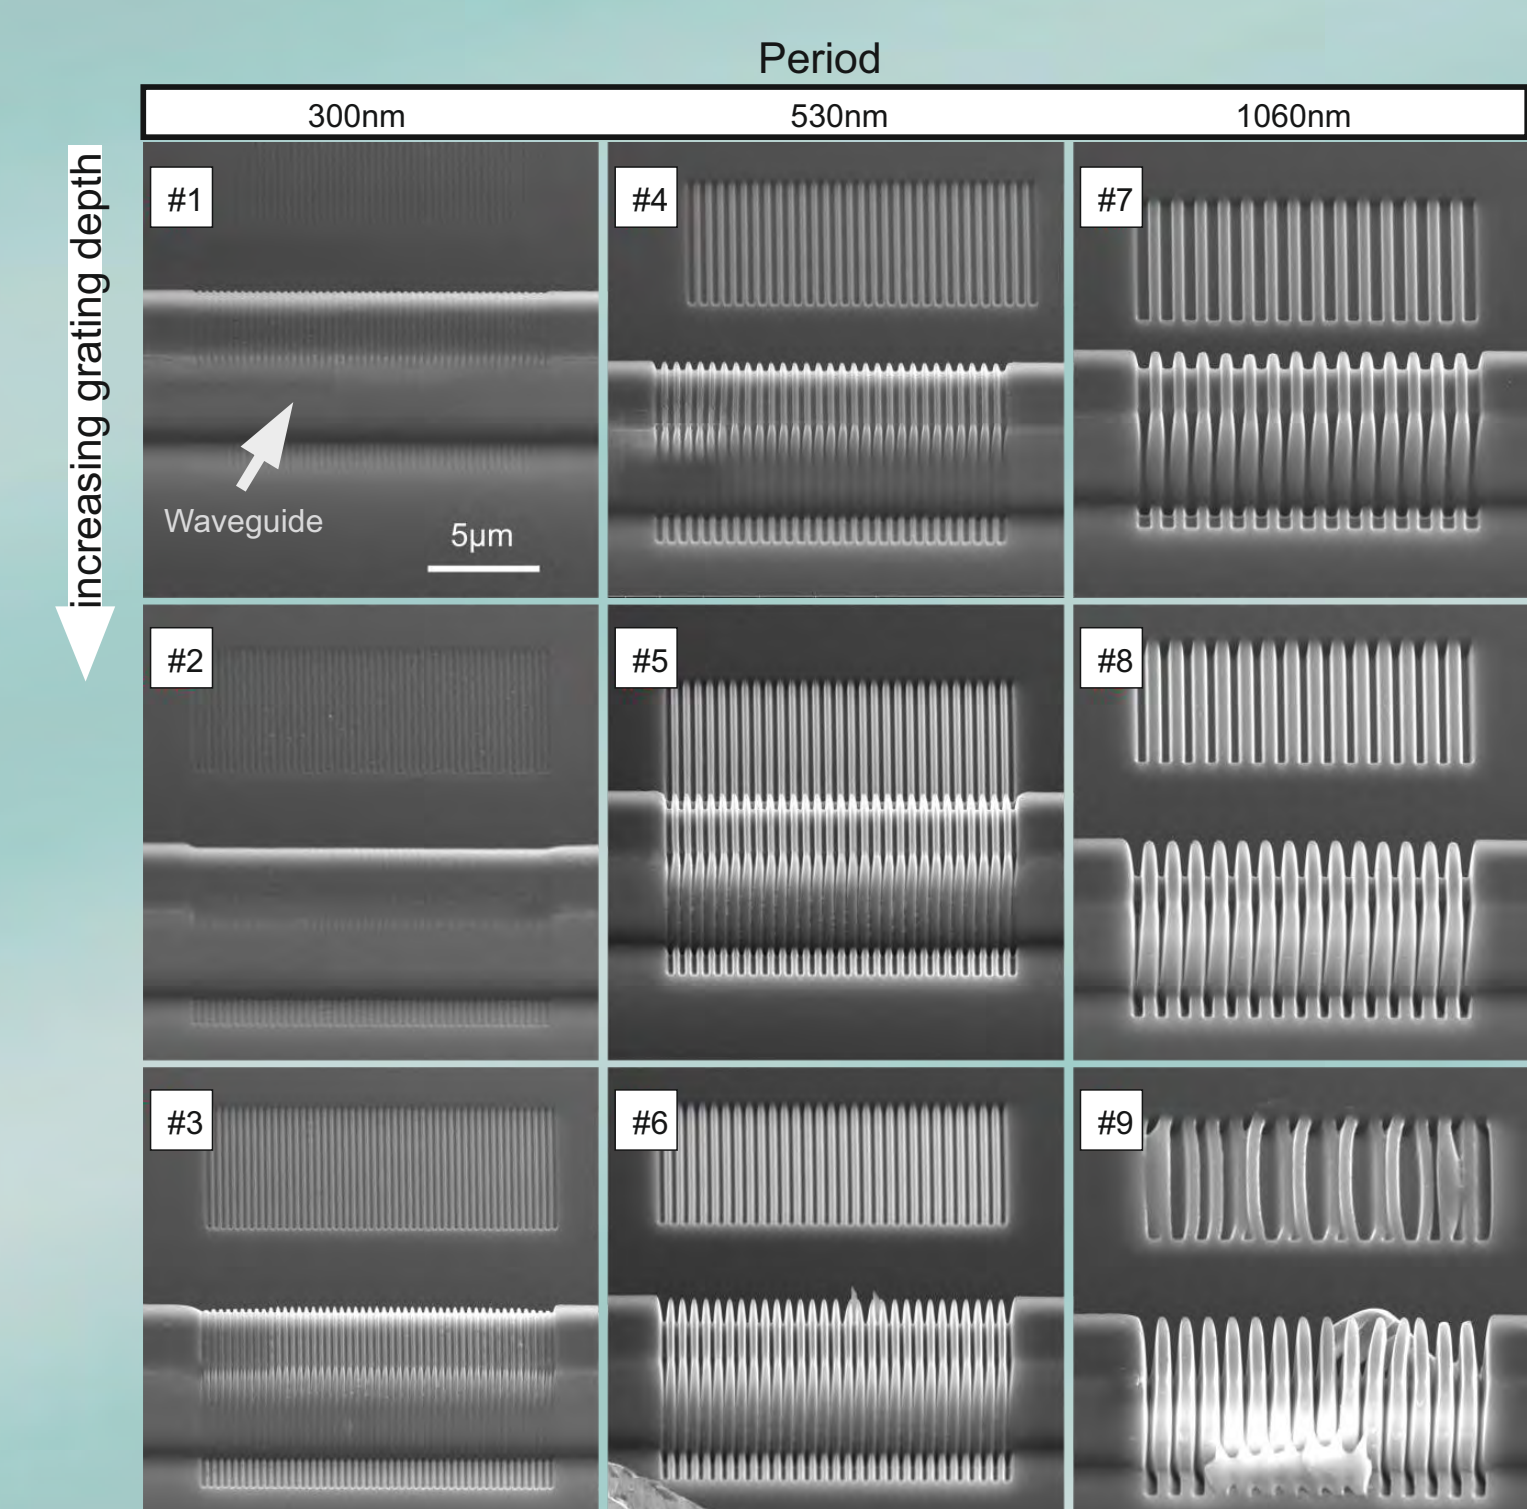 Period
300nm 530nm 1060nm
increasing grating depth
#1 #4 #7
Waveguide
5µm
#2 #5 #8
#3 #6 #9